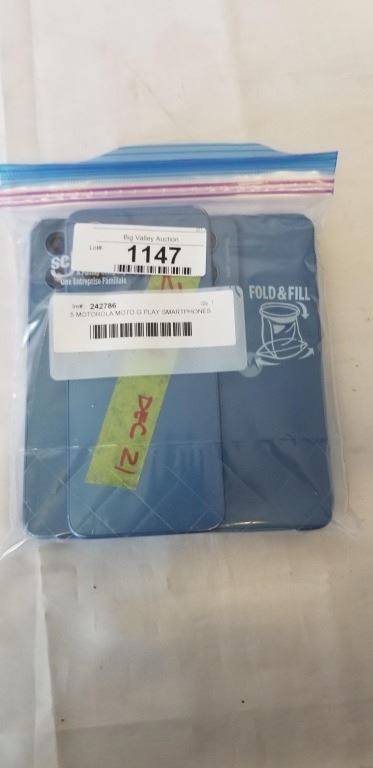 Big Valley Auction
Lot#: 1147
Inv#: 242786 Qty: 1
5 MOTOROLA MOTO G PLAY SMARTPHONES
une Entreprise Familiale
FOLD & FILL
DEC 21